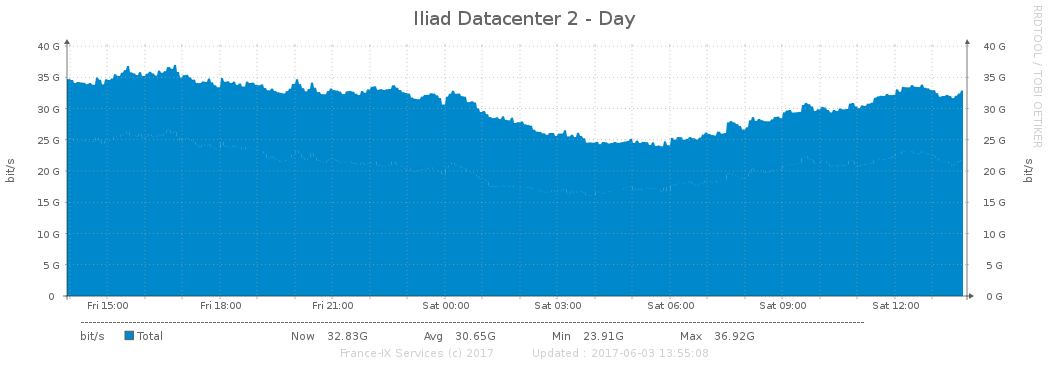 Iliad Datacenter 2 - Day
RRDTOOL / TOBI OETIKER
40 G 40 G
35 G 35 G
30 G 30 G
25 G 25 G
20 G 20 G
15 G 15 G
10 G 10 G
5 G 5 G
0 0 G
bit/s bit/s
Fri 15:00 Fri 18:00 Fri 21:00 Sat 00:00 Sat 03:00 Sat 06:00 Sat 09:00 Sat 12:00
bit/s Total Now 32.83G Avg 30.65G Min 23.91G Max 36.92G
France-IX Services (c) 2017 Updated : 2017-06-03 13:55:08